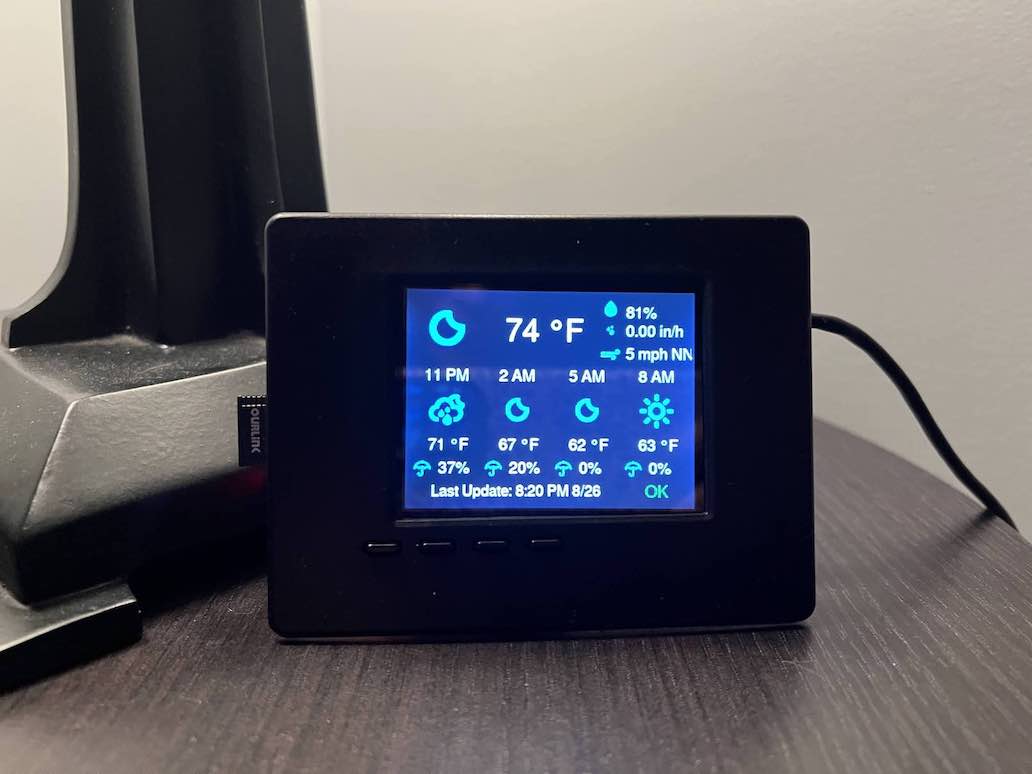 74 °F
81%
0.00 in/h
5 mph NN
11 PM 2 AM 5 AM 8 AM
71 °F 67 °F 62 °F 63 °F
37% 20% 0% 0%
Last Update: 8:20 PM 8/26 OK
OURLINK